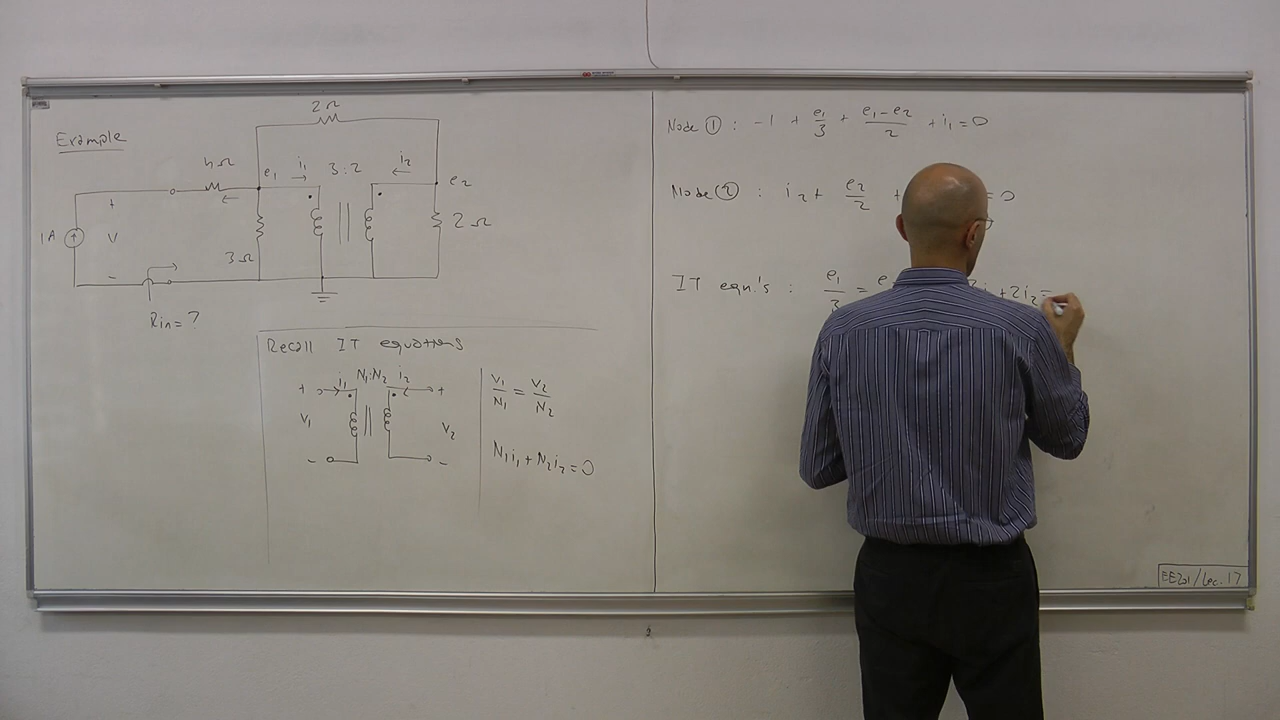 Example
2Ω
4Ω
e₁ i₁ 3:2 i₂ e₂
1A
+
V
-
3Ω
2Ω
Rin = ?
Recall IT equations
+ i₁ N₁:N₂ i₂ +
V₁ V₂
- -
V₁/N₁ = V₂/N₂
N₁i₁ + N₂i₂ = 0
Node ① : -1 + e₁/3 + (e₁-e₂)/2 + i₁ = 0
Node ② : i₂ + e₂/2 + = 0
IT eqn.'s : e₁/3 = i + 2i₂ =
EE201/Lec. 17